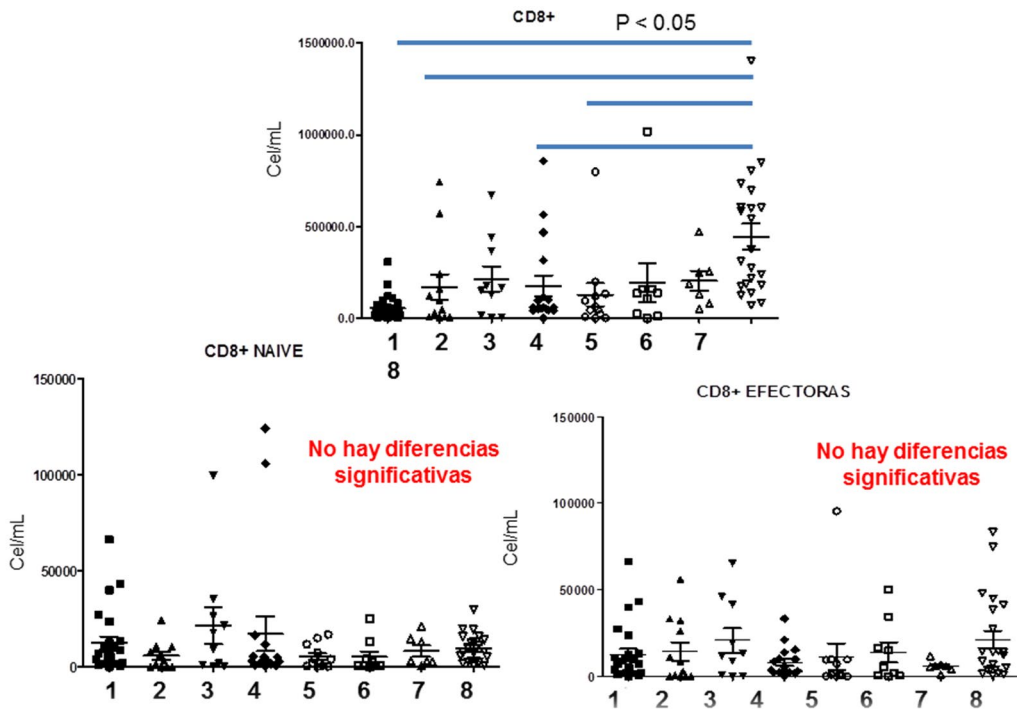 CD8+
P < 0.05
1500000.0
1000000.0
500000.0
0.0
Cel/mL
1 2 3 4 5 6 7
8
CD8+ NAIVE
150000
100000
50000
0
Cel/mL
No hay diferencias
significativas
1 2 3 4 5 6 7 8
CD8+ EFECTORAS
150000
100000
50000
0
Cel/mL
No hay diferencias
significativas
1 2 3 4 5 6 7 8